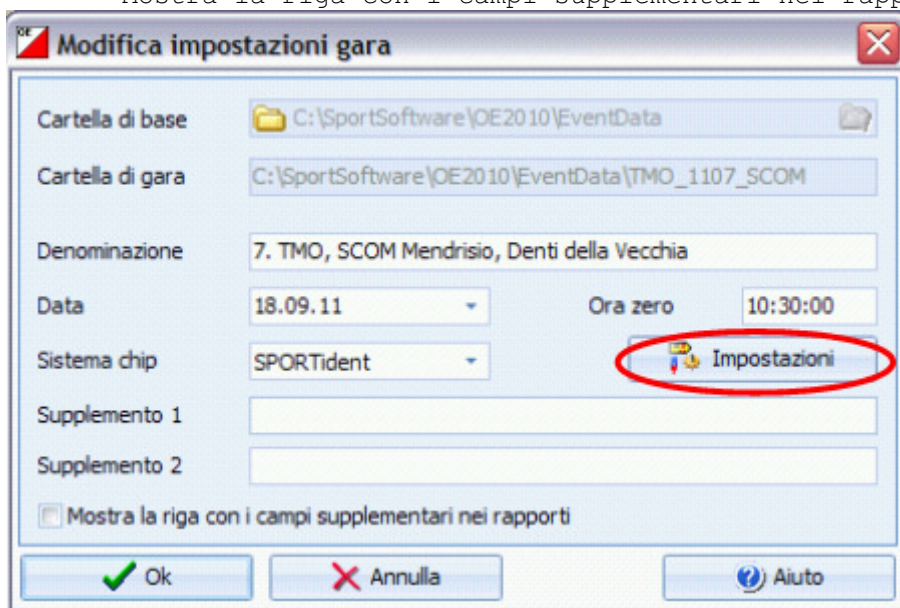 Mostra la riga con i campi supplementari nei rapp
OE Modifica impostazioni gara
Cartella di base C:\SportSoftware\OE2010\EventData
Cartella di gara C:\SportSoftware\OE2010\EventData\TMO_1107_SCOM
Denominazione 7. TMO, SCOM Mendrisio, Denti della Vecchia
Data 18.09.11 Ora zero 10:30:00
Sistema chip SPORTident Impostazioni
Supplemento 1
Supplemento 2
Mostra la riga con i campi supplementari nei rapporti
Ok Annulla Aiuto